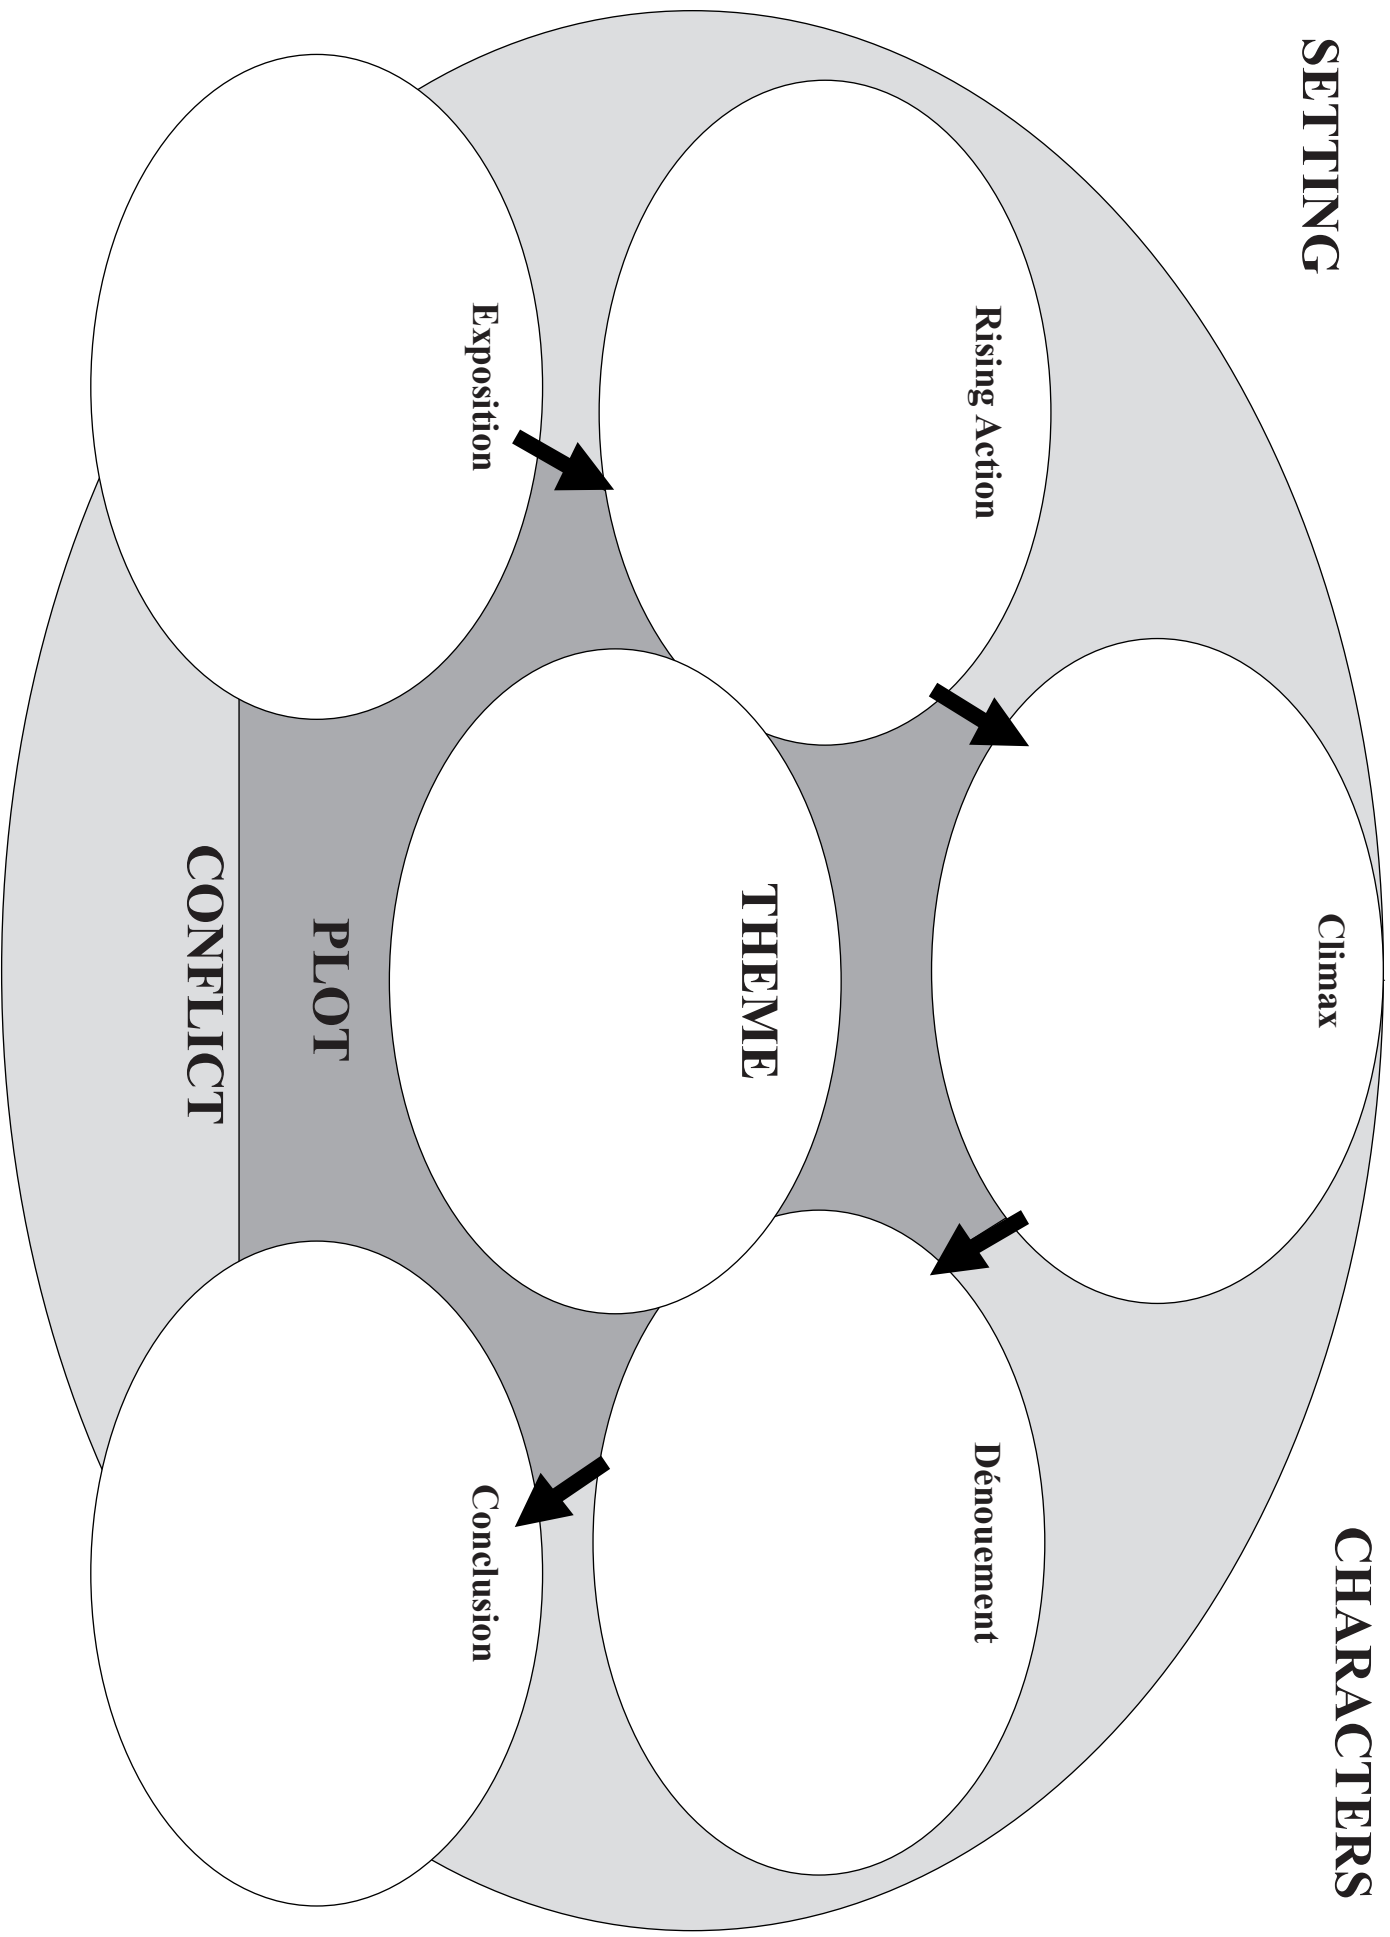 SETTING
CHARACTERS
Climax
Rising Action
Dénouement
THEME
Exposition
Conclusion
PLOT
CONFLICT